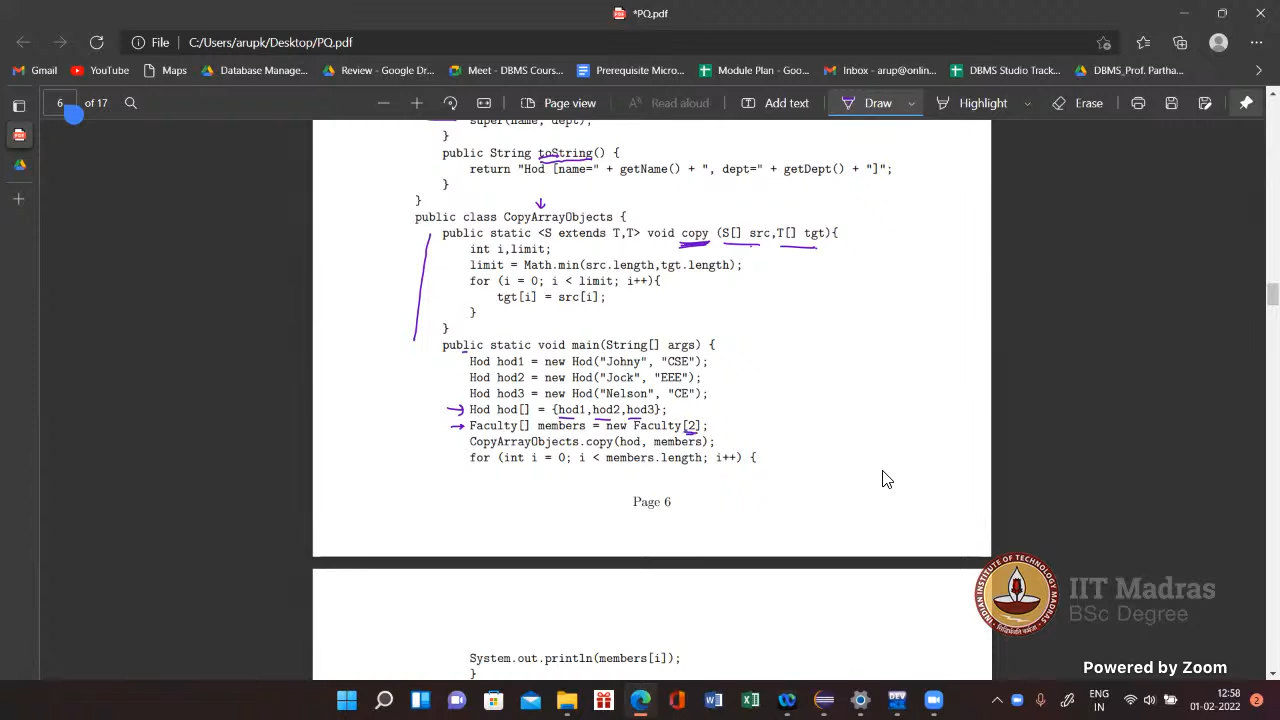 *PQ.pdf
File C:/Users/arupk/Desktop/PQ.pdf
Gmail YouTube Maps Database Manage... Review - Google Dr... Meet - DBMS Cours... Prerequisite Micro... Module Plan - Goo... Inbox - arup@onlin... DBMS Studio Track... DBMS_Prof. Partha...
6 of 17 Page view Read aloud Add text Draw Highlight Erase
super(name, dept);
}
public String toString() {
return "Hod [name=" + getName() + ", dept=" + getDept() + "]";
}
}
public class CopyArrayObjects {
public static <S extends T,T> void copy (S[] src,T[] tgt){
int i,limit;
limit = Math.min(src.length,tgt.length);
for (i = 0; i < limit; i++){
tgt[i] = src[i];
}
}
public static void main(String[] args) {
Hod hod1 = new Hod("Johny", "CSE");
Hod hod2 = new Hod("Jock", "EEE");
Hod hod3 = new Hod("Nelson", "CE");
Hod hod[] = {hod1,hod2,hod3};
Faculty[] members = new Faculty[2];
CopyArrayObjects.copy(hod, members);
for (int i = 0; i < members.length; i++) {
Page 6
IIT Madras
BSc Degree
System.out.println(members[i]);
}
Powered by Zoom
ENG
IN
12:58
01-02-2022
2